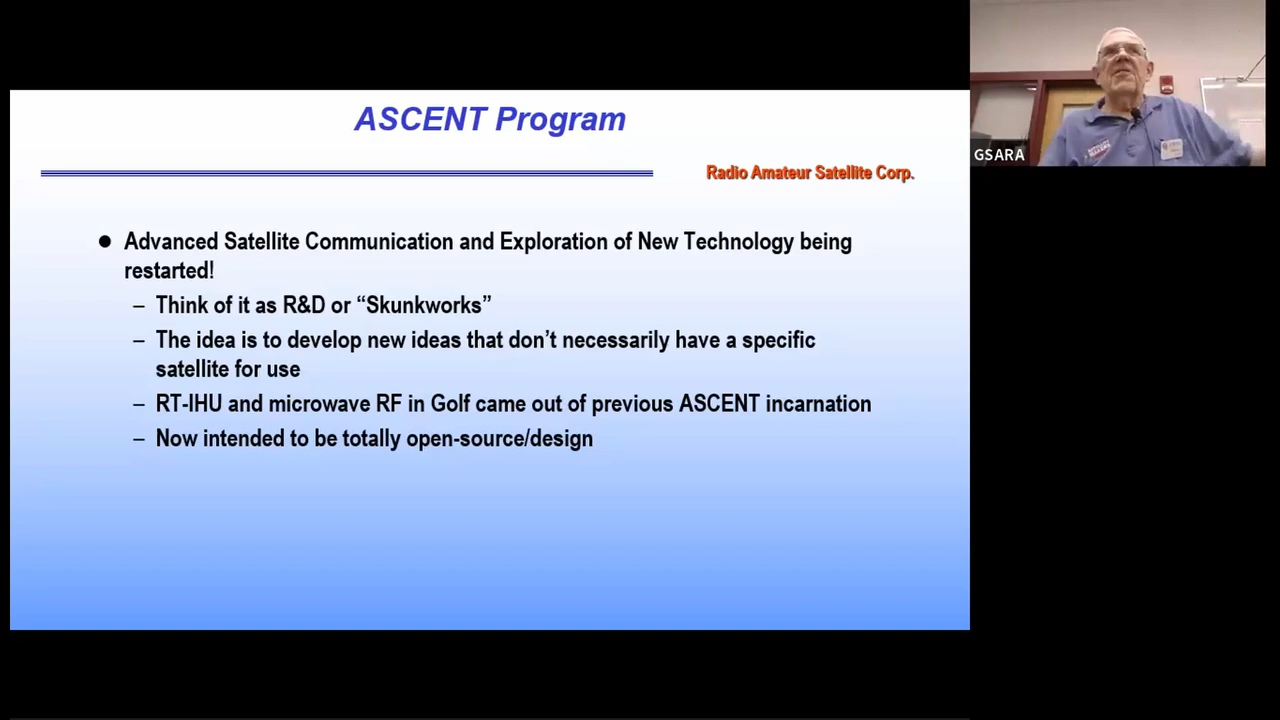 ASCENT Program
Radio Amateur Satellite Corp.
● Advanced Satellite Communication and Exploration of New Technology being
restarted!
– Think of it as R&D or “Skunkworks”
– The idea is to develop new ideas that don’t necessarily have a specific
satellite for use
– RT-IHU and microwave RF in Golf came out of previous ASCENT incarnation
– Now intended to be totally open-source/design
GSARA